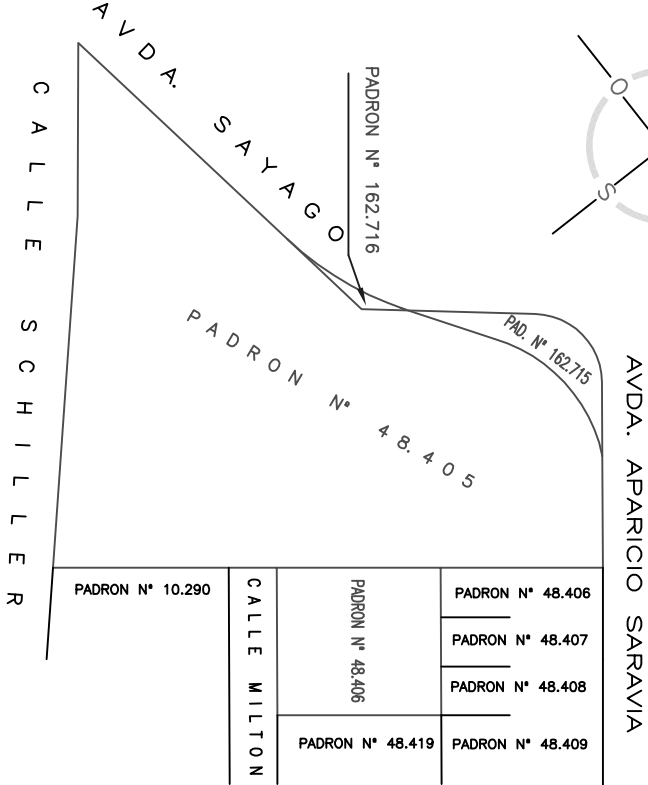 AVDA. SAYAGO
CALLE SCHILLER
PADRON N° 162.716
O
S
PAD. N° 162.715
PADRON N° 48.405
AVDA. APARICIO SARAVIA
PADRON N° 10.290
CALLE MILTON
PADRON N° 48.406
PADRON N° 48.406
PADRON N° 48.407
PADRON N° 48.408
PADRON N° 48.419
PADRON N° 48.409